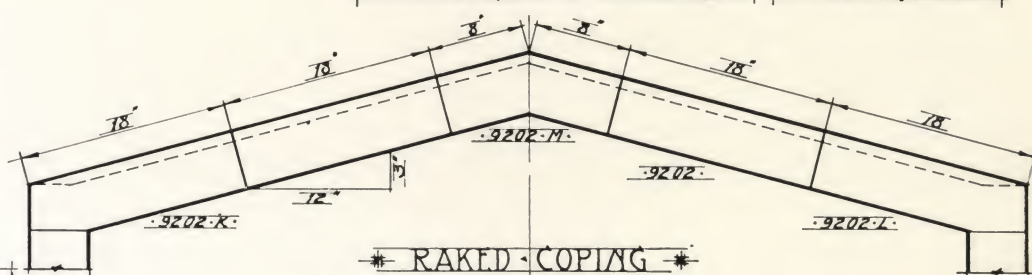 8" 8"
18" 18"
18" 18
·9202·M·
3"
12"
·9202·
·9202·K·
·9202·L·
RAKED·COPING